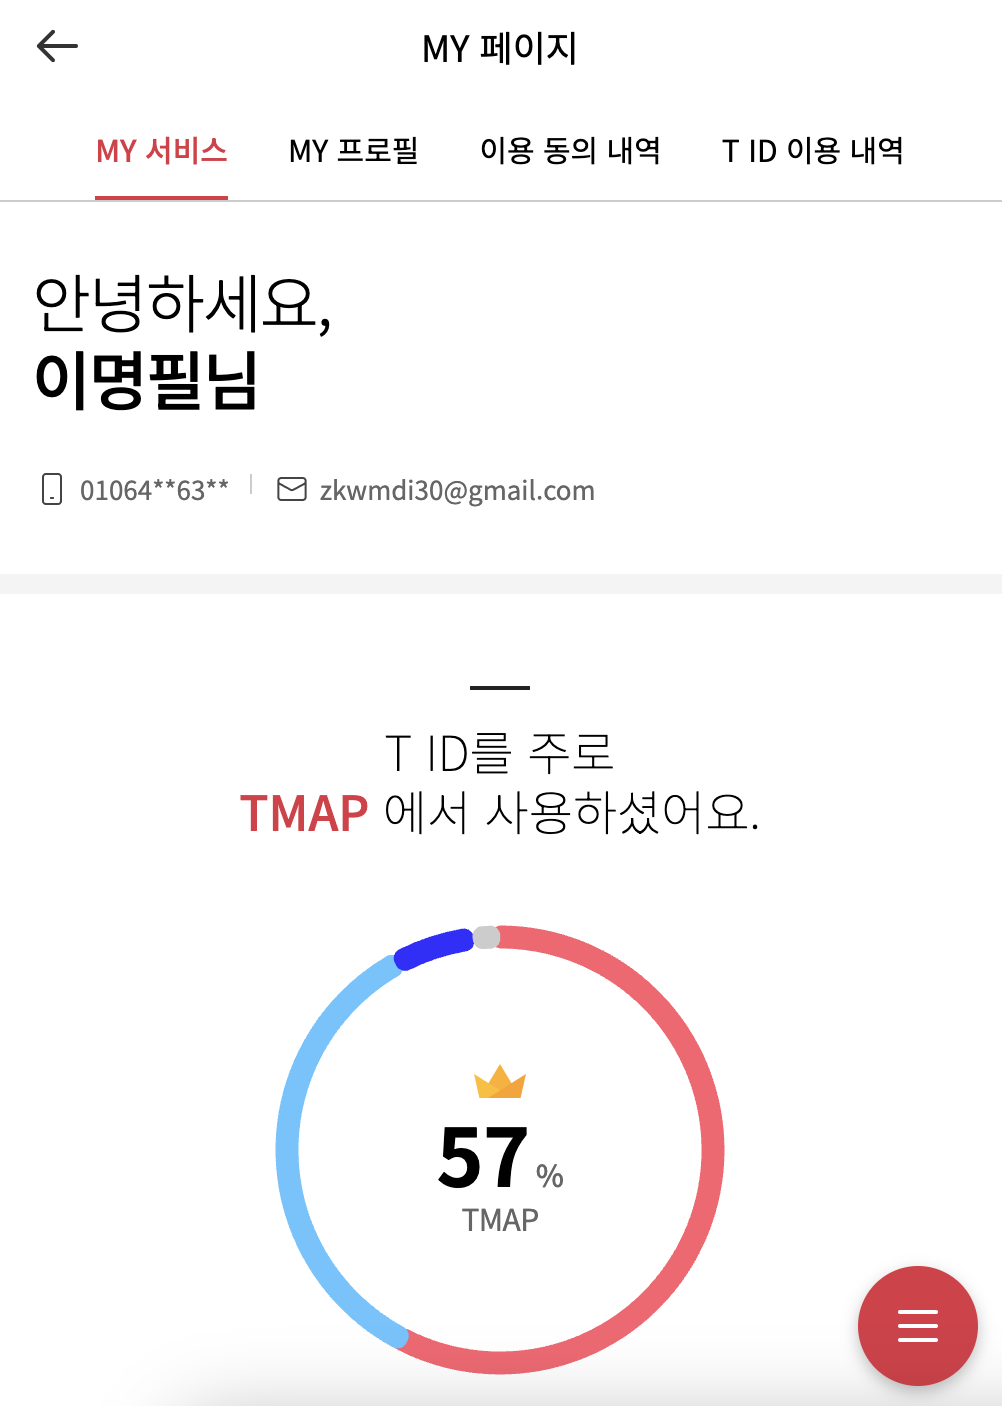 MY 페이지
MY 서비스 MY 프로필 이용 동의 내역 T ID 이용 내역
안녕하세요,
이명필님
01064**63** zkwmdi30@gmail.com
T ID를 주로
TMAP 에서 사용하셨어요.
57 %
TMAP